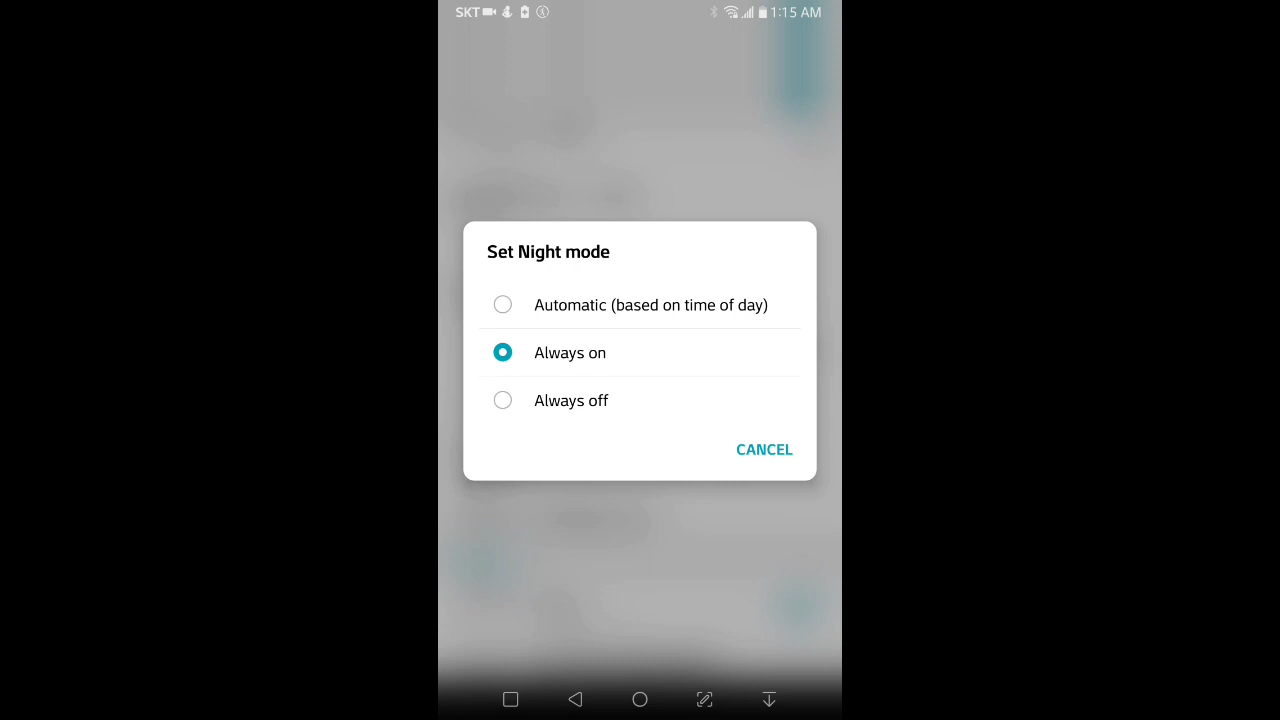 SKT 1:15 AM
Set Night mode
Automatic (based on time of day)
Always on
Always off
CANCEL